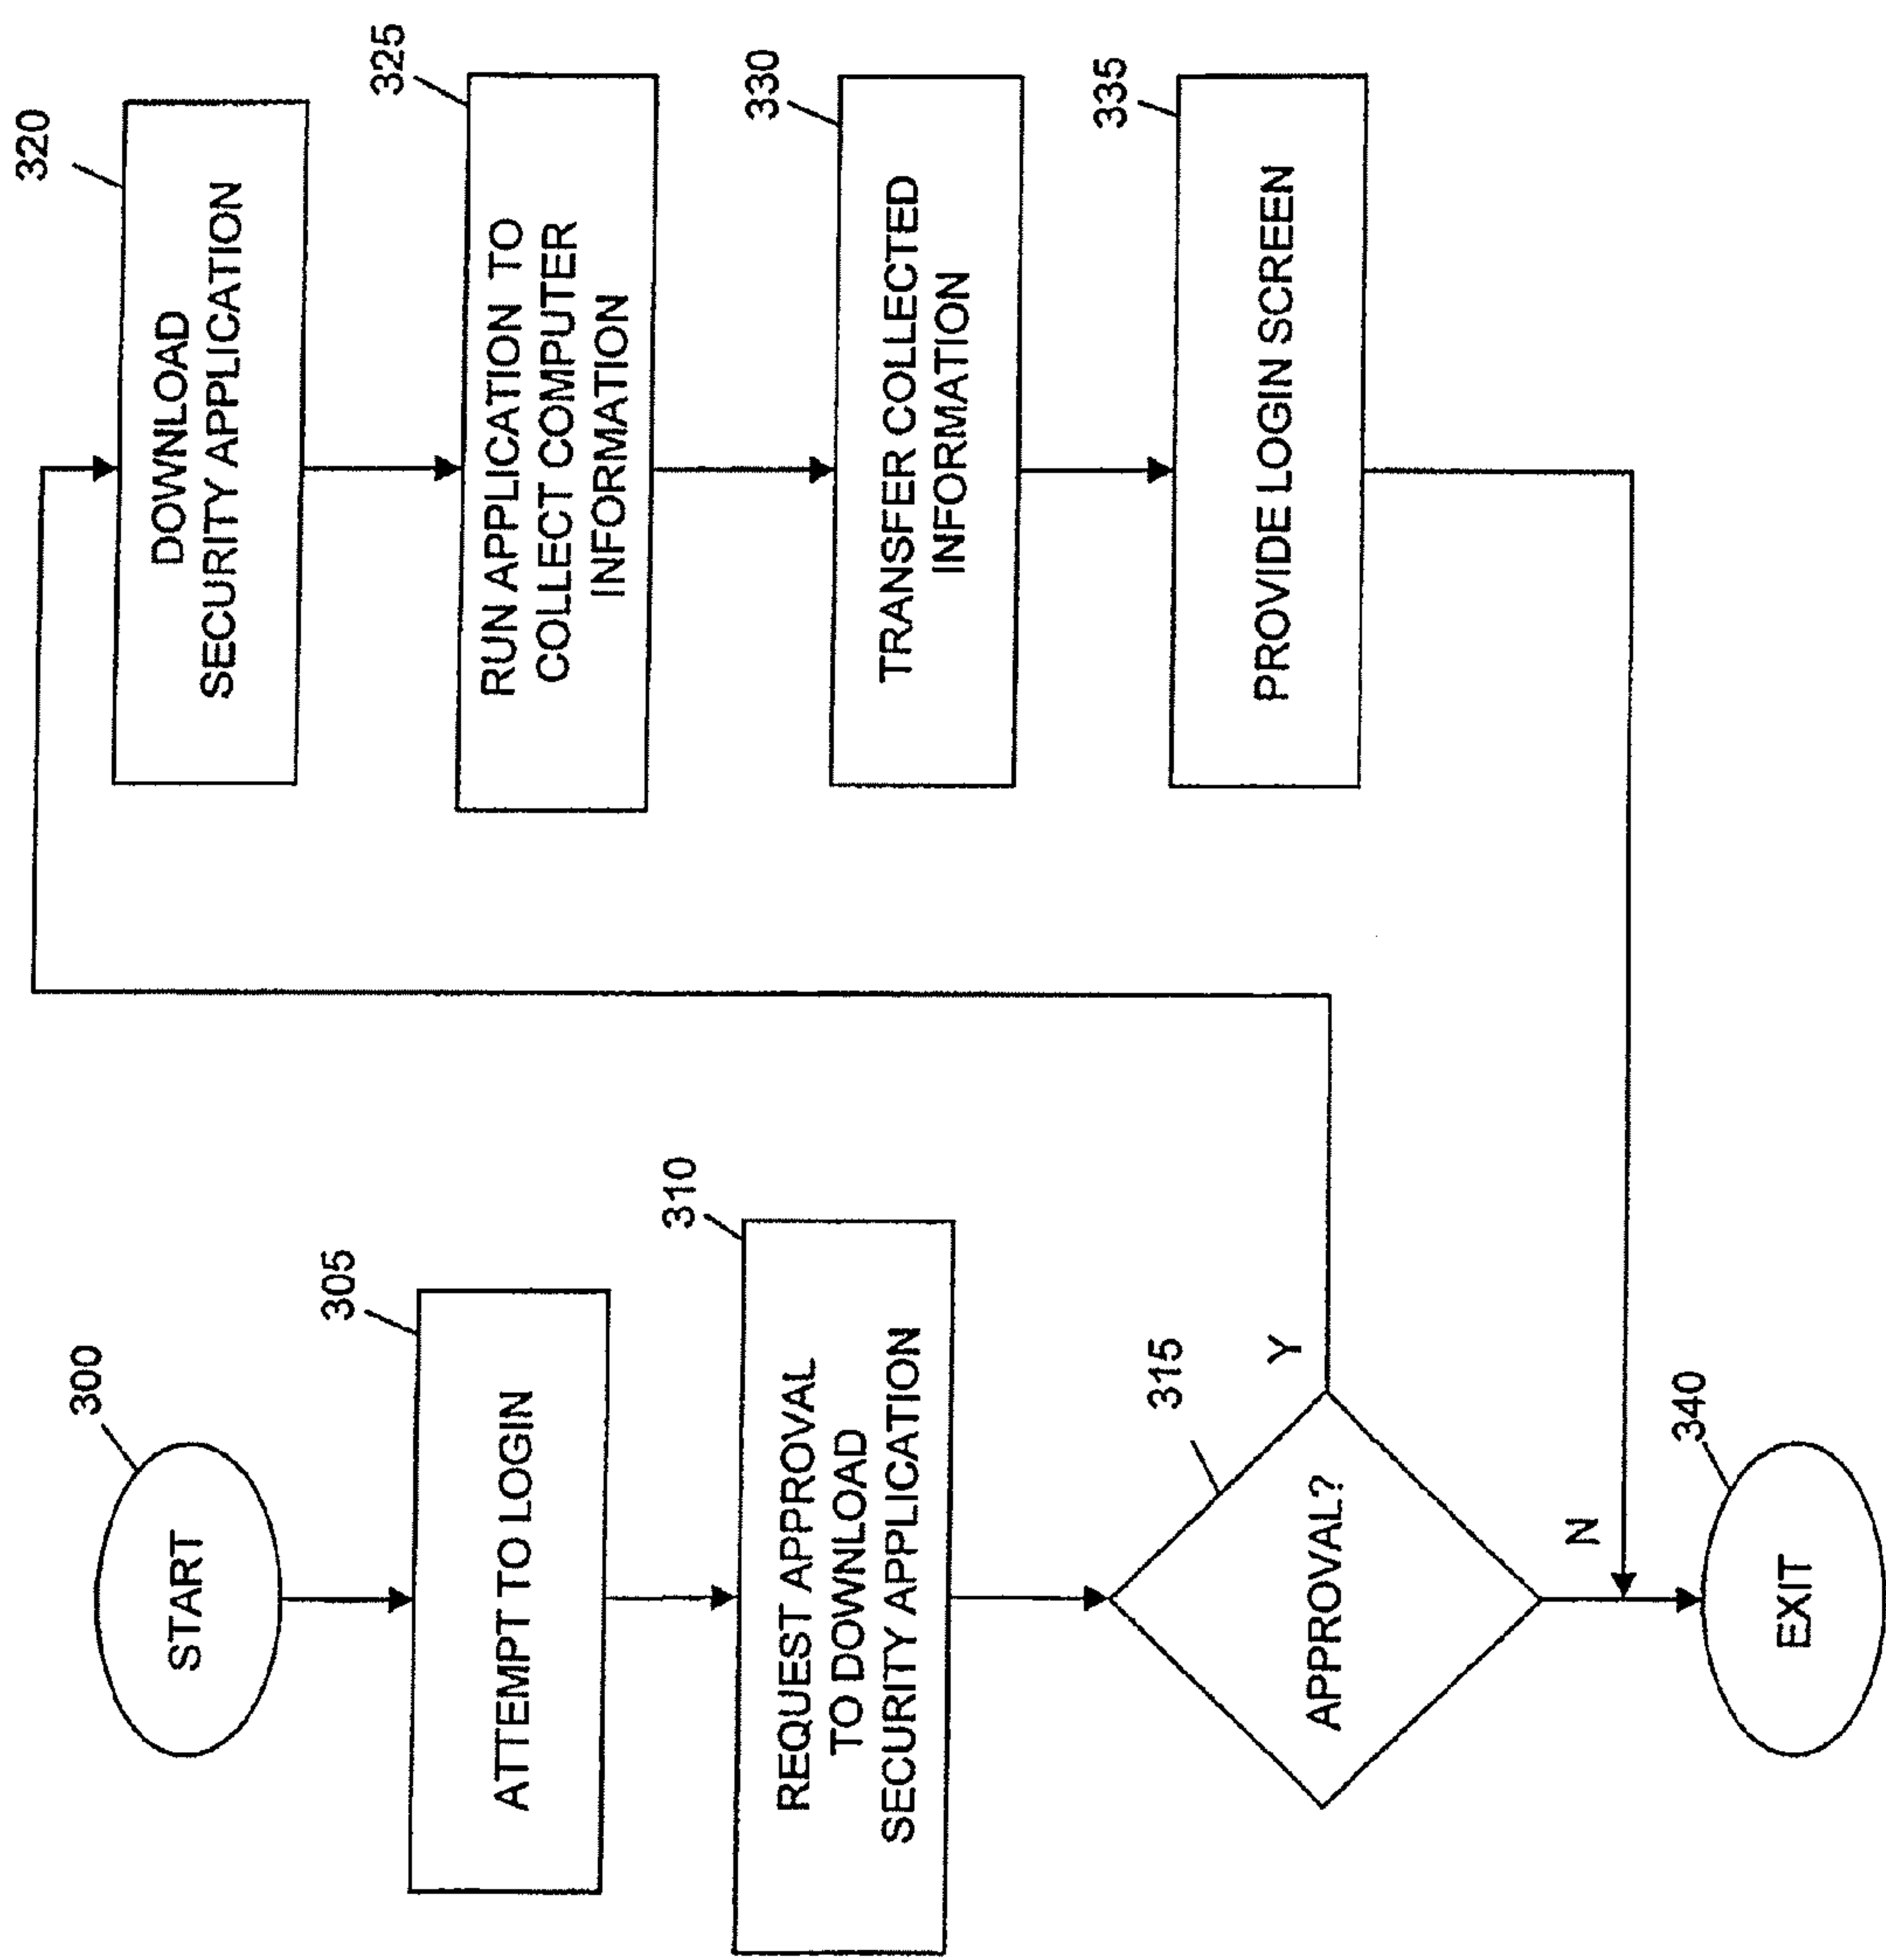 300
START
305
ATTEMPT TO LOGIN
310
REQUEST APPROVAL
TO DOWNLOAD
SECURITY APPLICATION
315
APPROVAL?
Y
N
320
DOWNLOAD
SECURITY APPLICATION
325
RUN APPLICATION TO
COLLECT COMPUTER
INFORMATION
330
TRANSFER COLLECTED
INFORMATION
335
PROVIDE LOGIN SCREEN
340
EXIT